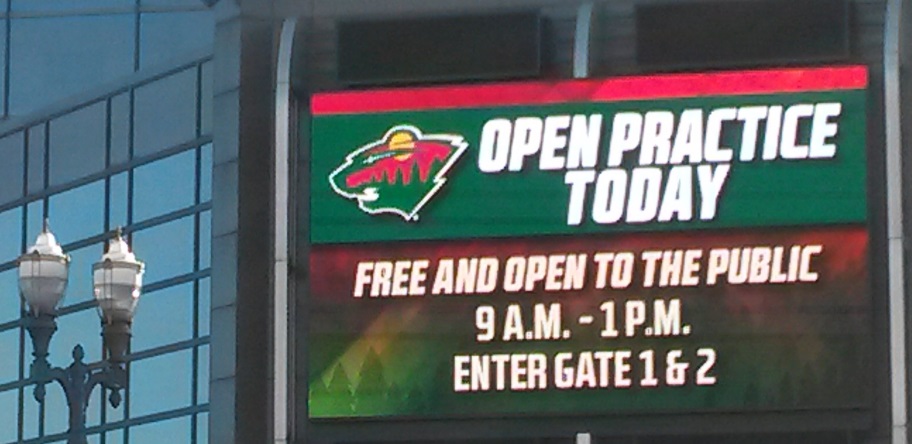 OPEN PRACTICE
TODAY
FREE AND OPEN TO THE PUBLIC
9 A.M. - 1 P.M.
ENTER GATE 1 & 2